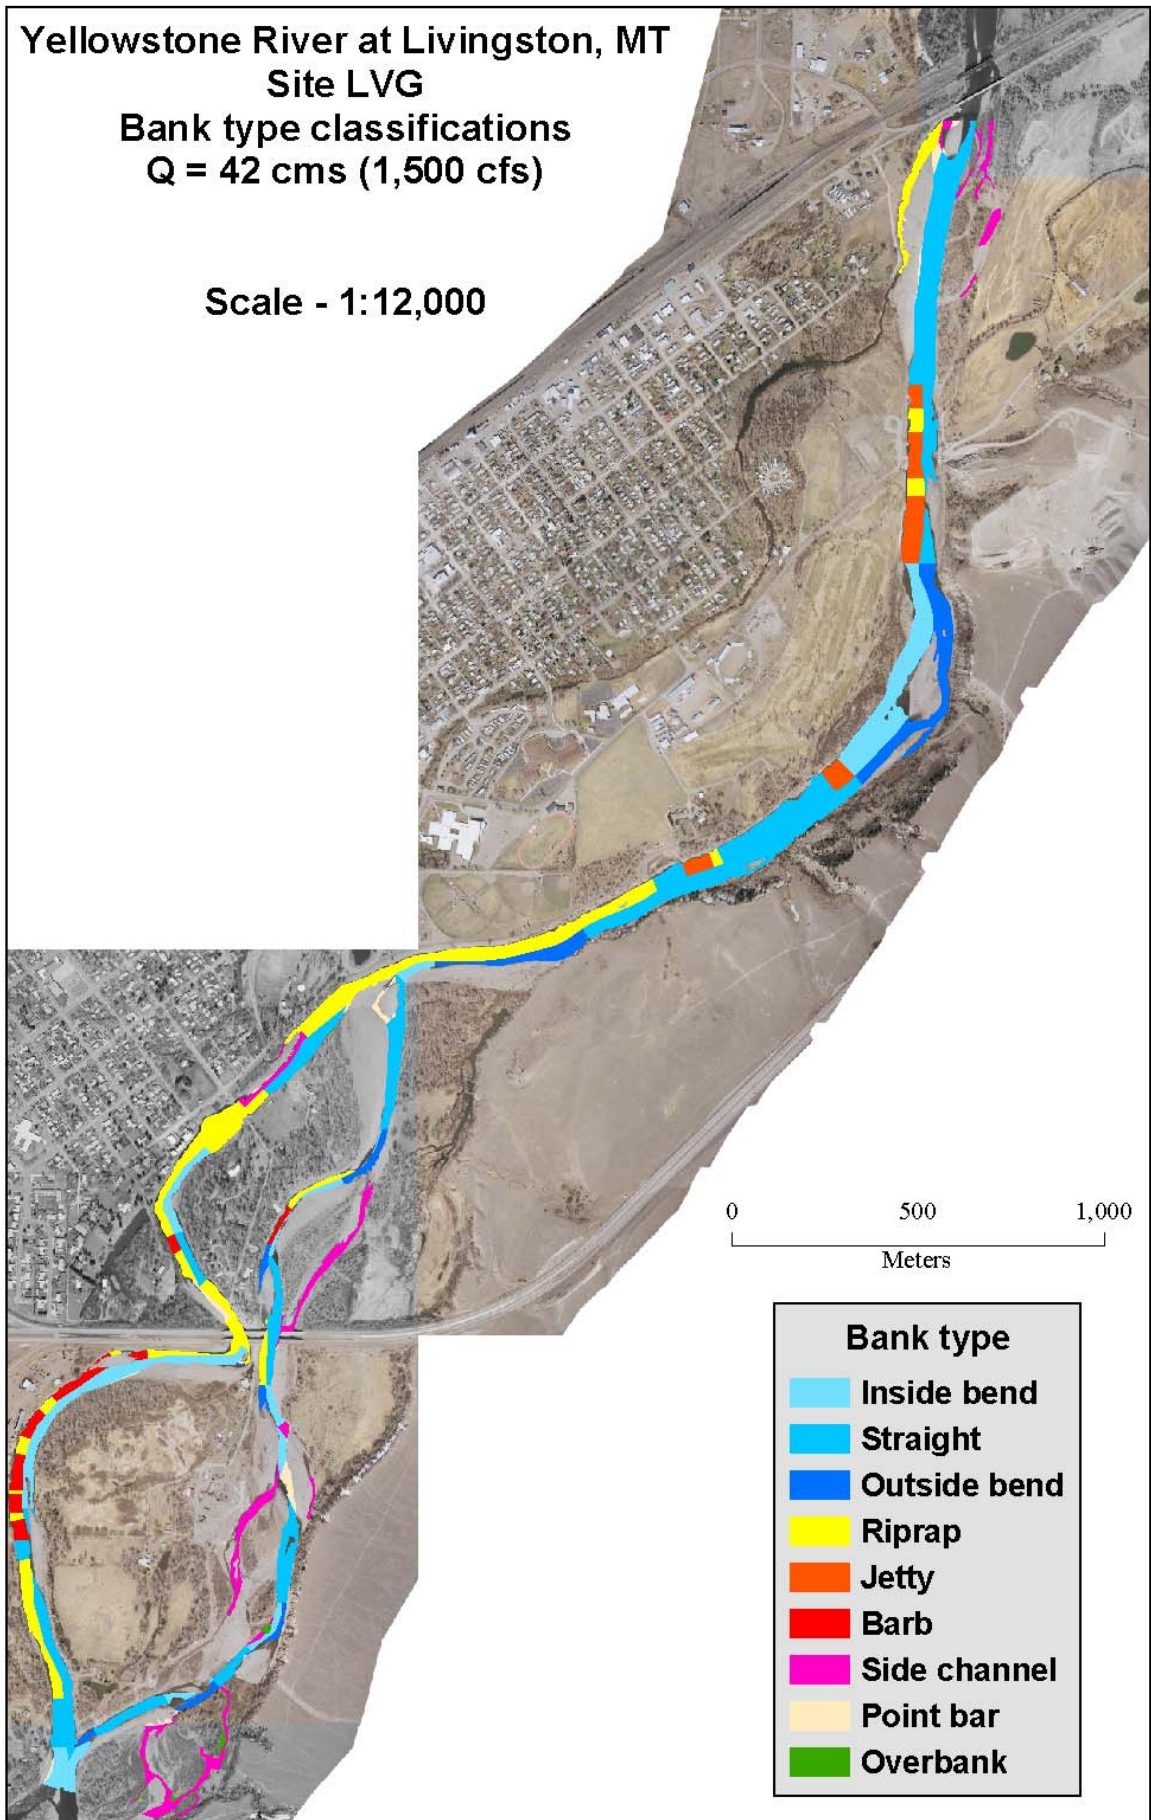 Yellowstone River at Livingston, MT
Site LVG
Bank type classifications
Q = 42 cms (1,500 cfs)
Scale - 1:12,000
0 500 1,000
Meters
Bank type
Inside bend
Straight
Outside bend
Riprap
Jetty
Barb
Side channel
Point bar
Overbank